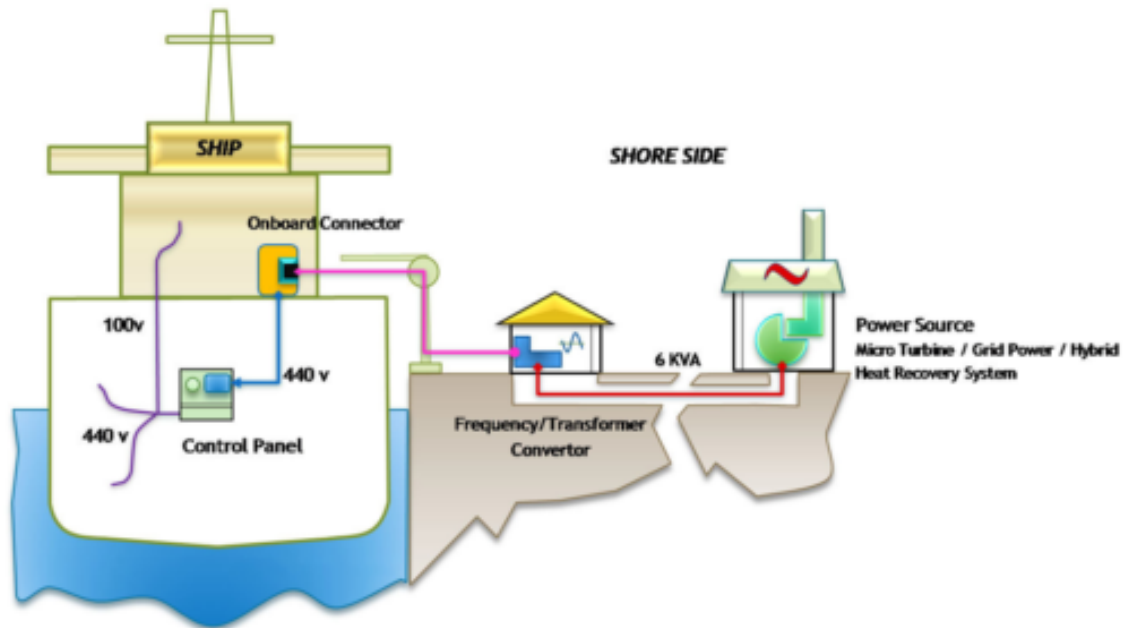 SHIP
SHORE SIDE
Onboard Connector
100v
440 v
440 v
Control Panel
6 KVA
Frequency/Transformer
Convertor
Power Source
Micro Turbine / Grid Power / Hybrid
Heat Recovery System